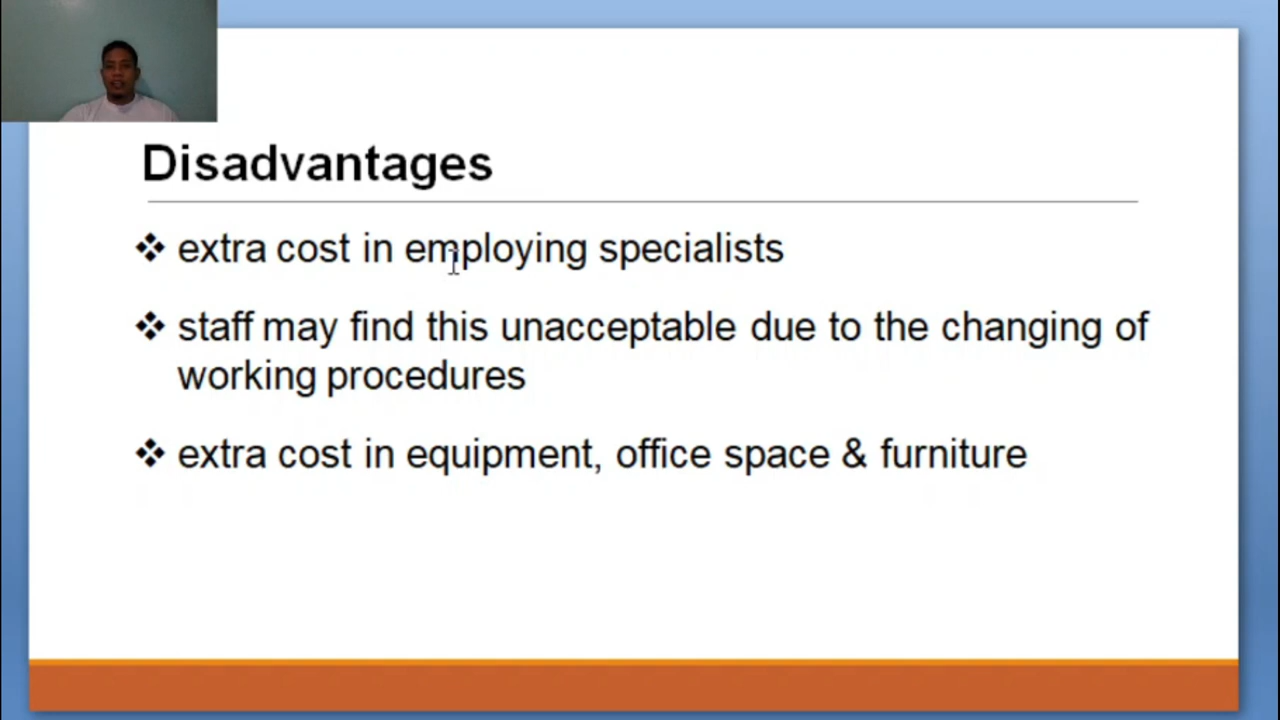 Disadvantages
❖ extra cost in employing specialists
❖ staff may find this unacceptable due to the changing of
working procedures
❖ extra cost in equipment, office space & furniture